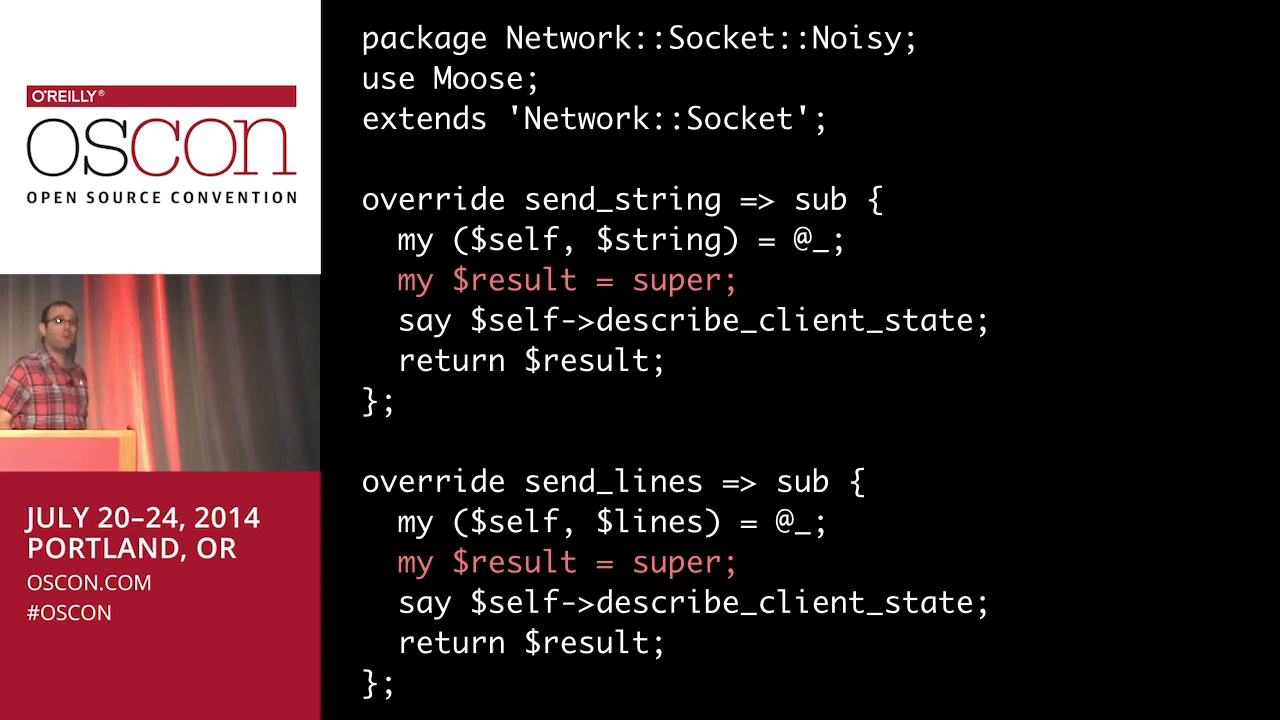 O'REILLY®
OSCON
OPEN SOURCE CONVENTION
JULY 20–24, 2014
PORTLAND, OR
OSCON.COM
#OSCON
package Network::Socket::Noisy;
use Moose;
extends 'Network::Socket';
override send_string => sub {
my ($self, $string) = @_;
my $result = super;
say $self->describe_client_state;
return $result;
};
override send_lines => sub {
my ($self, $lines) = @_;
my $result = super;
say $self->describe_client_state;
return $result;
};